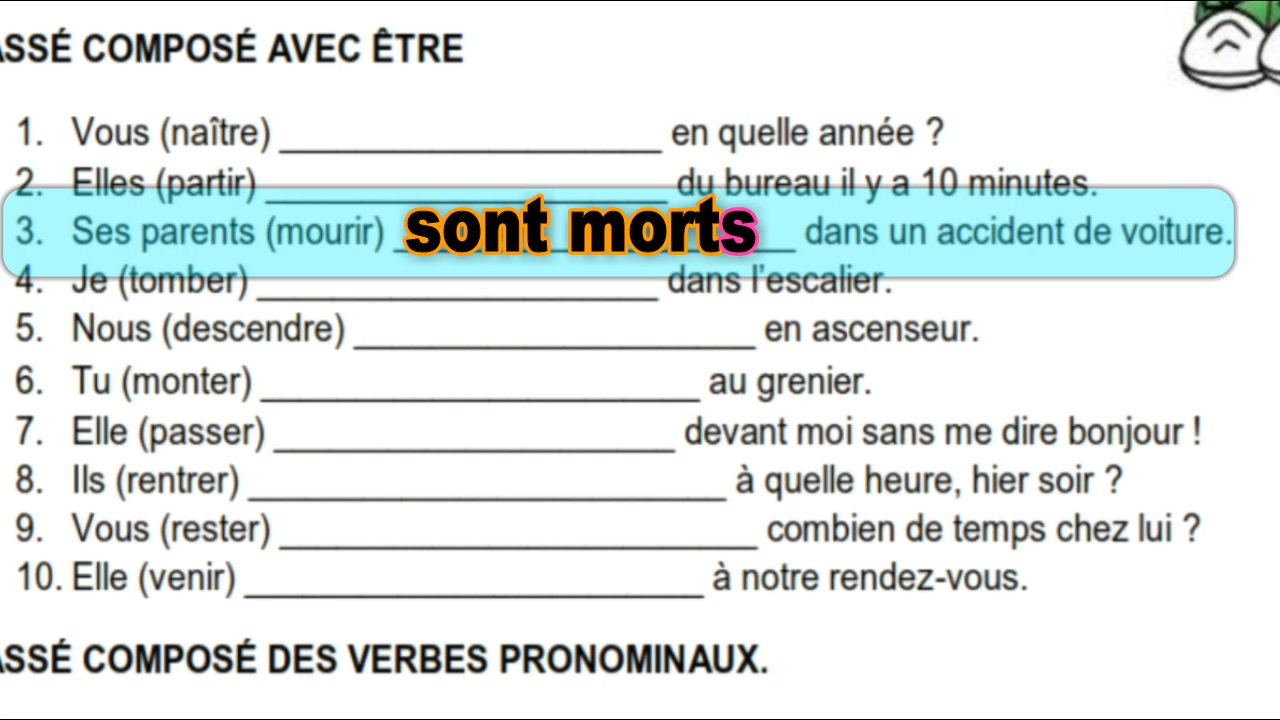 ASSÉ COMPOSÉ AVEC ÊTRE
1. Vous (naître) ____________________ en quelle année ?
2. Elles (partir) ____________________ du bureau il y a 10 minutes.
3. Ses parents (mourir) sont morts dans un accident de voiture.
4. Je (tomber) ____________________ dans l'escalier.
5. Nous (descendre) ____________________ en ascenseur.
6. Tu (monter) ____________________ au grenier.
7. Elle (passer) ____________________ devant moi sans me dire bonjour !
8. Ils (rentrer) ____________________ à quelle heure, hier soir ?
9. Vous (rester) ____________________ combien de temps chez lui ?
10. Elle (venir) ____________________ à notre rendez-vous.
ASSÉ COMPOSÉ DES VERBES PRONOMINAUX.